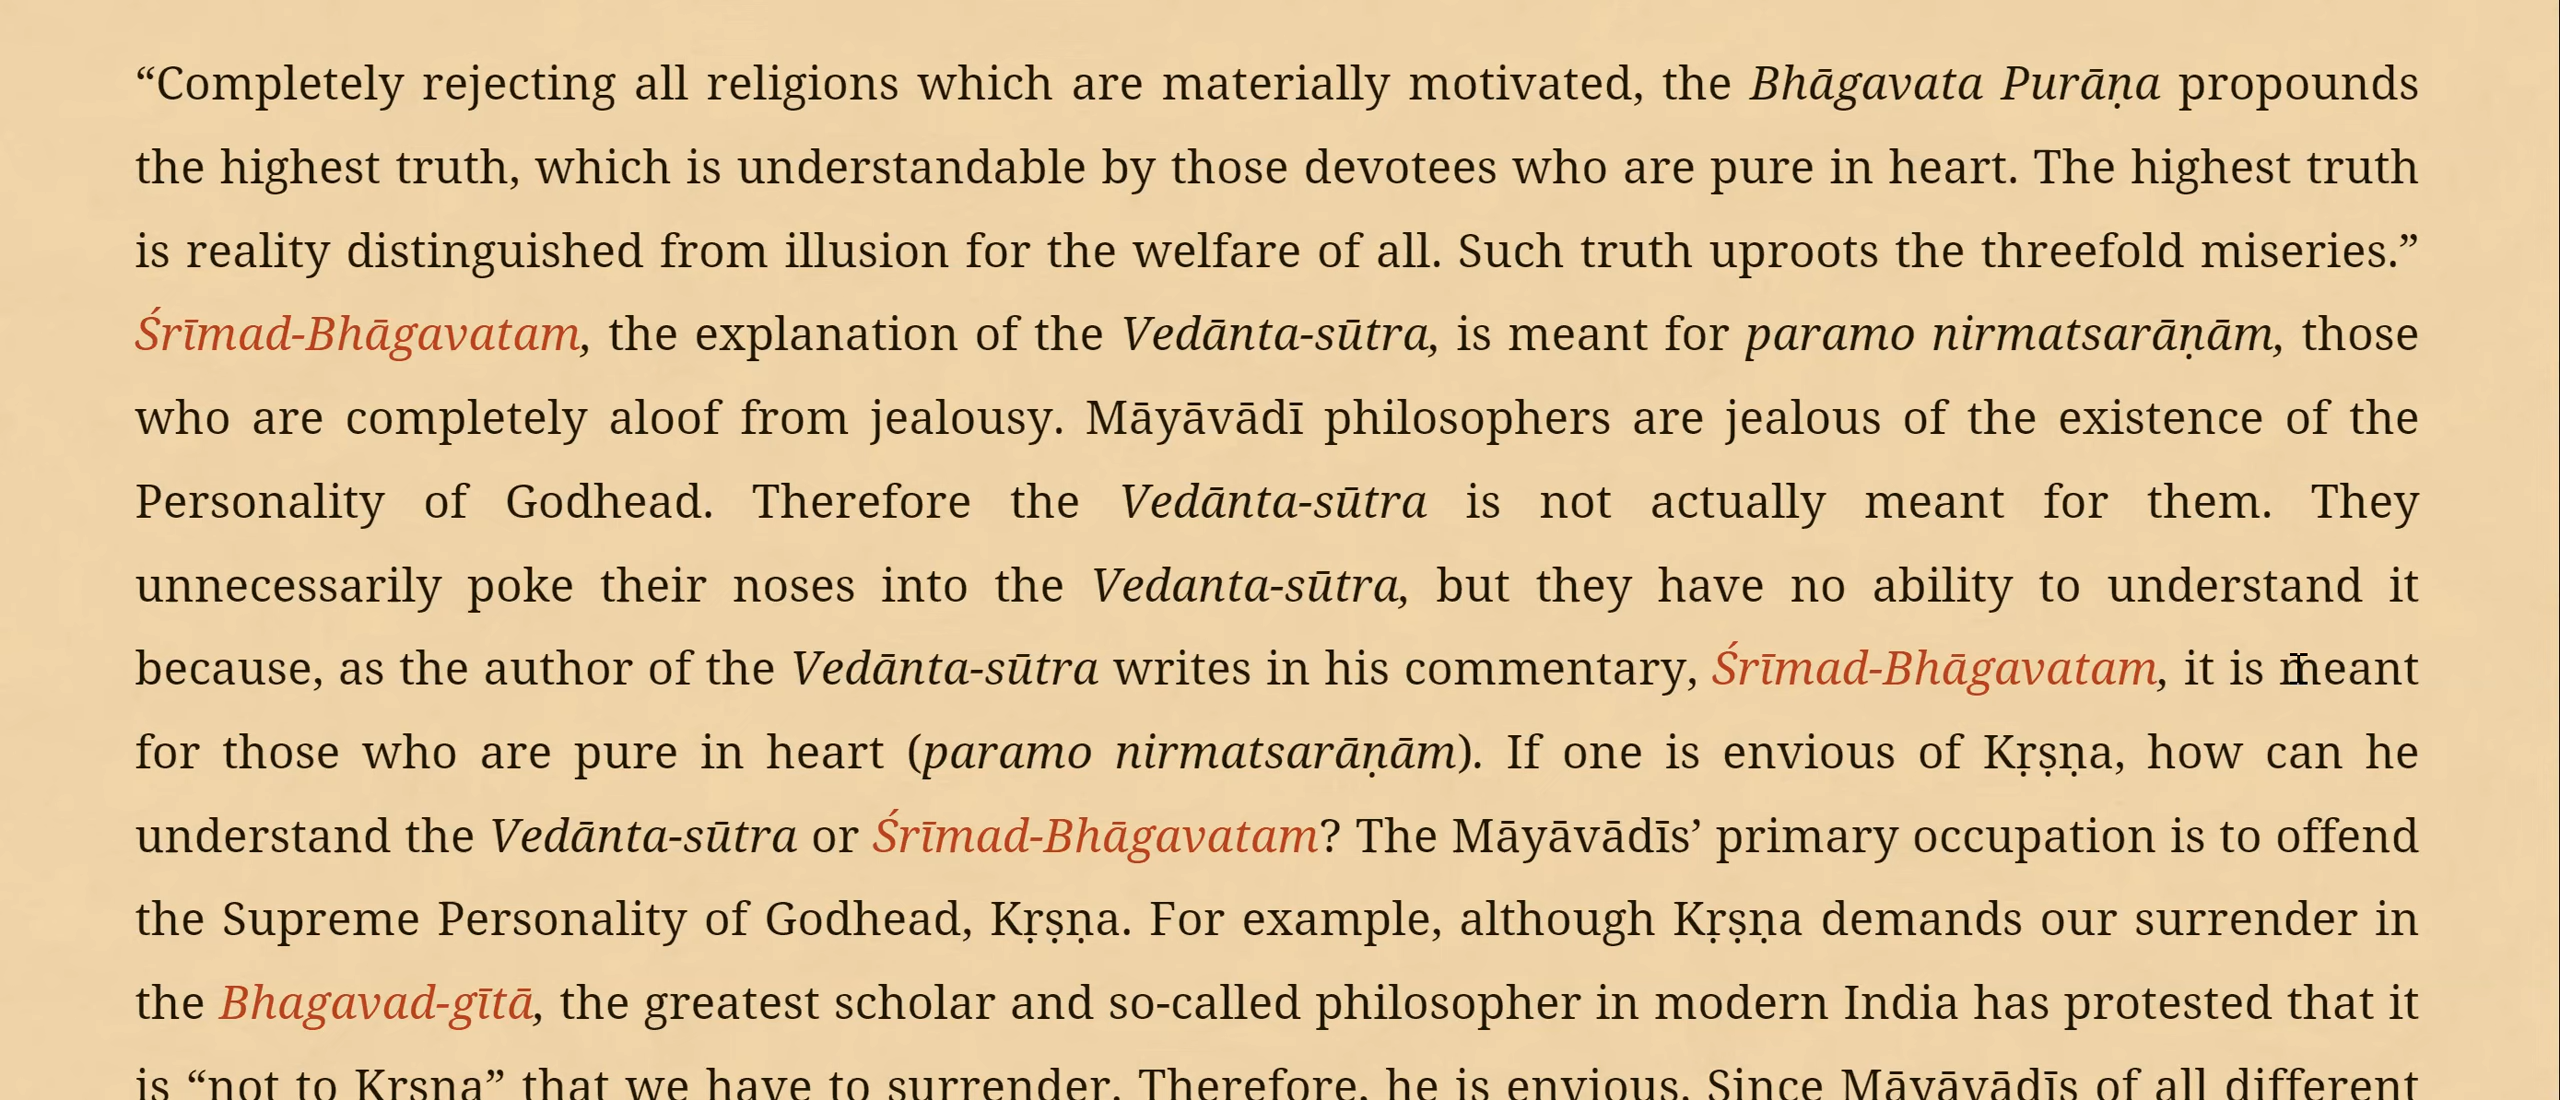 “Completely rejecting all religions which are materially motivated, the Bhāgavata Purāṇa propounds
the highest truth, which is understandable by those devotees who are pure in heart. The highest truth
is reality distinguished from illusion for the welfare of all. Such truth uproots the threefold miseries.”
Śrīmad-Bhāgavatam, the explanation of the Vedānta-sūtra, is meant for paramo nirmatsarāṇām, those
who are completely aloof from jealousy. Māyāvādī philosophers are jealous of the existence of the
Personality of Godhead. Therefore the Vedānta-sūtra is not actually meant for them. They
unnecessarily poke their noses into the Vedanta-sūtra, but they have no ability to understand it
because, as the author of the Vedānta-sūtra writes in his commentary, Śrīmad-Bhāgavatam, it is meant
for those who are pure in heart (paramo nirmatsarāṇām). If one is envious of Kṛṣṇa, how can he
understand the Vedānta-sūtra or Śrīmad-Bhāgavatam? The Māyāvādīs’ primary occupation is to offend
the Supreme Personality of Godhead, Kṛṣṇa. For example, although Kṛṣṇa demands our surrender in
the Bhagavad-gītā, the greatest scholar and so-called philosopher in modern India has protested that it
is “not to Kṛṣṇa” that we have to surrender. Therefore, he is envious. Since Māyāvādīs of all different